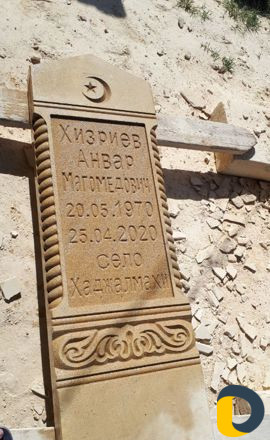 Хизриев
Анвар
Магомедович
20.05.1970
25.04.2020
село
Хаджалмахи